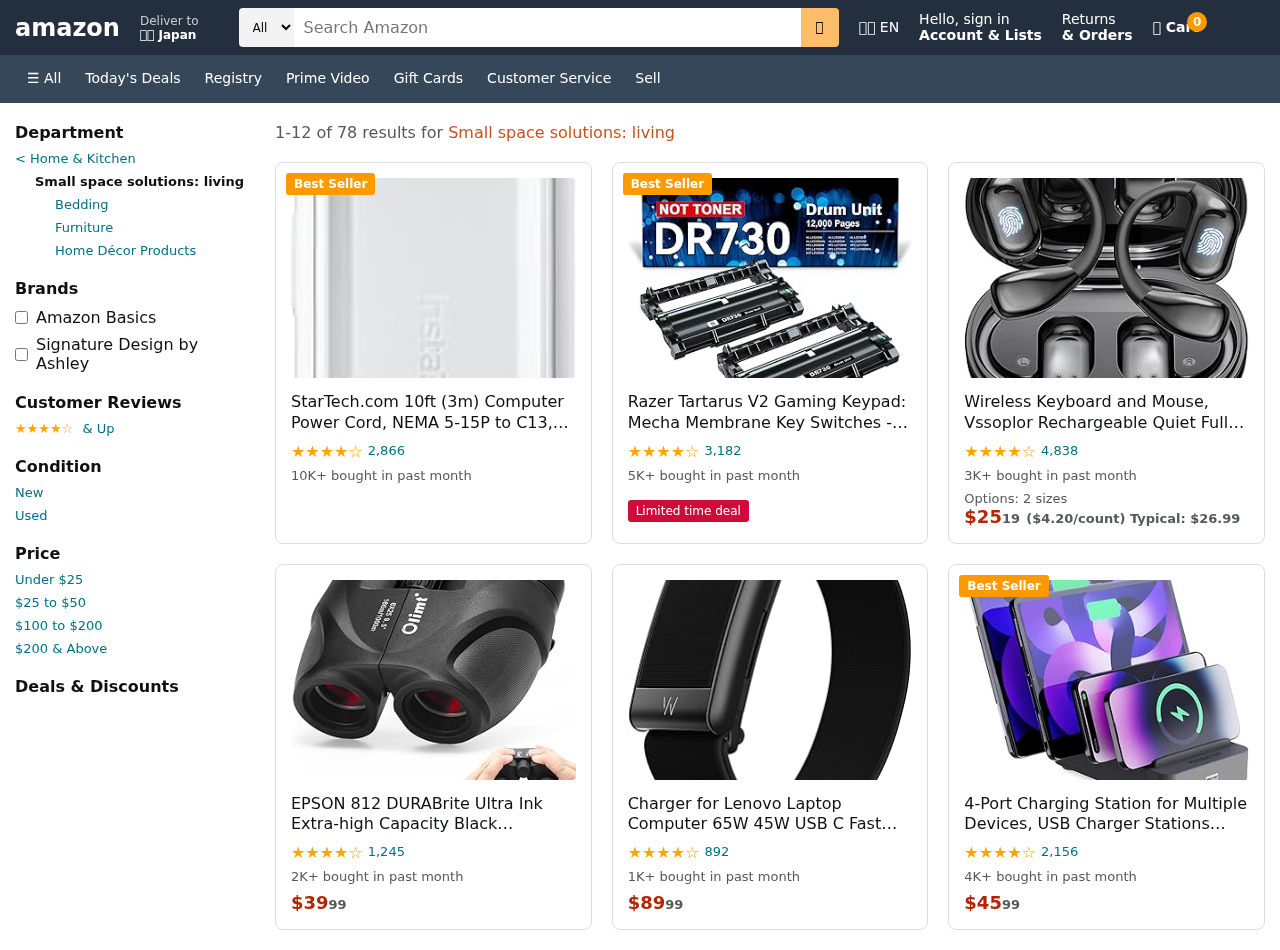 amazon
Deliver to
Japan
All
Search Amazon
EN
Hello, sign in
Account & Lists
Returns
& Orders
0
☰ All
Today's Deals
Registry
Prime Video
Gift Cards
Customer Service
Sell
Department
< Home & Kitchen
Small space solutions: living
Bedding
Furniture
Home Décor Products
Brands
Amazon Basics
Signature Design by
Ashley
Customer Reviews
★★★★☆ & Up
Condition
New
Used
Price
Under $25
$25 to $50
$100 to $200
$200 & Above
Deals & Discounts
1-12 of 78 results for Small space solutions: living
Best Seller
StarTech.com 10ft (3m) Computer
Power Cord, NEMA 5-15P to C13,…
★★★★☆ 2,866
10K+ bought in past month
Best Seller
NOT TONER
DR730
Drum Unit
12,000 Pages
DR730
DR730
Razer Tartarus V2 Gaming Keypad:
Mecha Membrane Key Switches -…
★★★★☆ 3,182
5K+ bought in past month
Limited time deal
L
R
Wireless Keyboard and Mouse,
Vssoplor Rechargeable Quiet Full…
★★★★☆ 4,838
3K+ bought in past month
Options: 2 sizes
$25 19 ($4.20/count) Typical: $26.99
Olimt
EPSON 812 DURABrite Ultra Ink
Extra-high Capacity Black…
★★★★☆ 1,245
2K+ bought in past month
$39 99
W
Charger for Lenovo Laptop
Computer 65W 45W USB C Fast…
★★★★☆ 892
1K+ bought in past month
$89 99
Best Seller
4-Port Charging Station for Multiple
Devices, USB Charger Stations…
★★★★☆ 2,156
4K+ bought in past month
$45 99